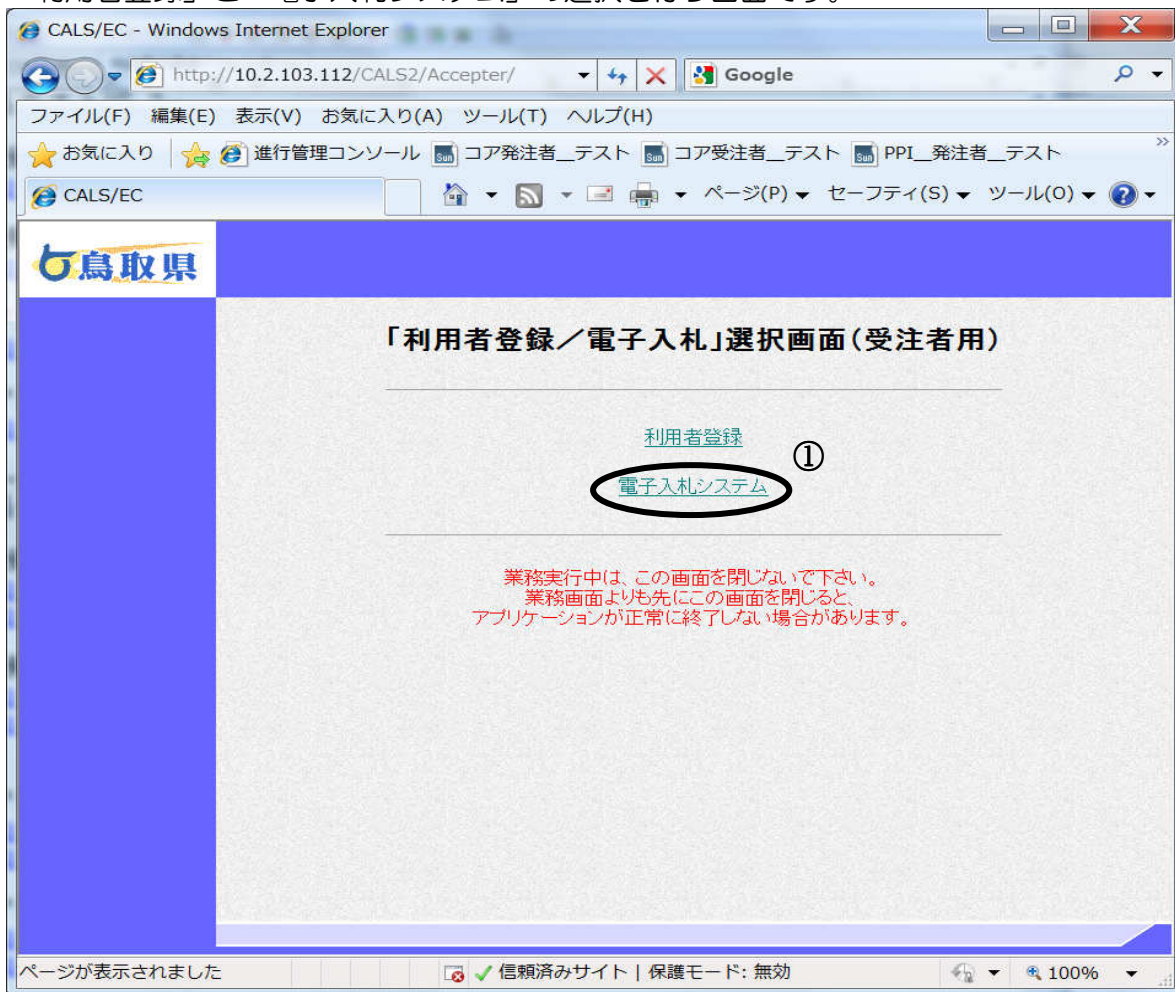 CALS/EC - Windows Internet Explorer
http://10.2.103.112/CALS2/Accepter/ Google
ファイル(F) 編集(E) 表示(V) お気に入り(A) ツール(T) ヘルプ(H)
お気に入り 進行管理コンソール コア発注者__テスト コア受注者__テスト PPI__発注者__テスト
CALS/EC ページ(P) セーフティ(S) ツール(O)
鳥取県
「利用者登録／電子入札」選択画面(受注者用)
利用者登録
①
電子入札システム
業務実行中は、この画面を閉じないで下さい。
業務画面よりも先にこの画面を閉じると、
アプリケーションが正常に終了しない場合があります。
ページが表示されました 信頼済みサイト | 保護モード: 無効 100%